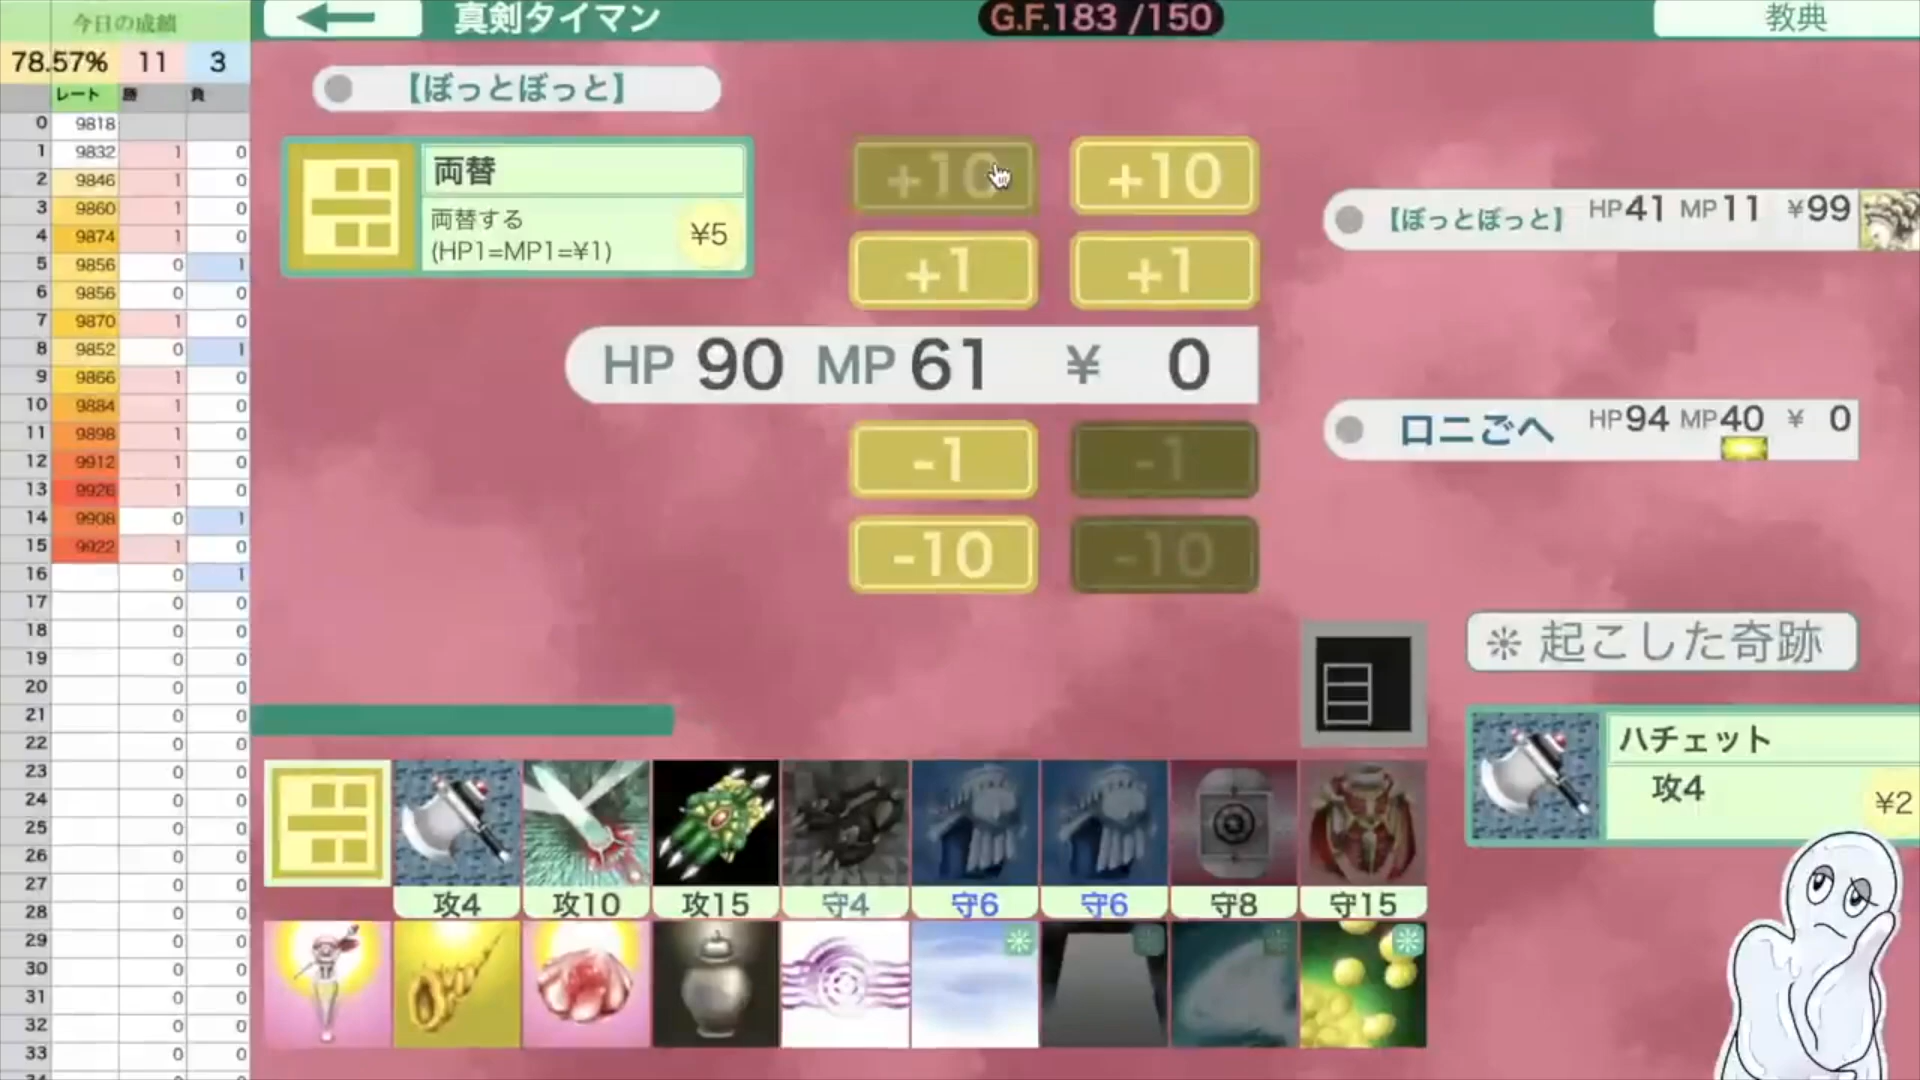 今日の成績
78.57% 11 3
レート 勝 負
0 9818
1 9832 1 0
2 9846 1 0
3 9860 1 0
4 9874 1 0
5 9856 0 1
6 9856 0 0
7 9870 1 0
8 9852 0 1
9 9866 1 0
10 9884 1 0
11 9898 1 0
12 9912 1 0
13 9926 1 0
14 9908 0 1
15 9922 1 0
16 0 1
17 0 0
18 0 0
19 0 0
20 0 0
21 0 0
22 0 0
23 0 0
24 0 0
25 0 0
26 0 0
27 0 0
28 0 0
29 0 0
30 0 0
31 0 0
32 0 0
33 0 0
真剣タイマン
G.F.183 /150
教典
【ぼっとぼっと】
両替
両替する
(HP1=MP1=¥1)
¥5
+10 +10
+1 +1
HP 90 MP 61 ¥ 0
-1 -1
-10 -10
【ぼっとぼっと】 HP41 MP11 ¥99
ロニごへ HP94 MP40 ¥ 0
起こした奇跡
ハチェット
攻4
¥2
攻4 攻10 攻15 守4 守6 守6 守8 守15